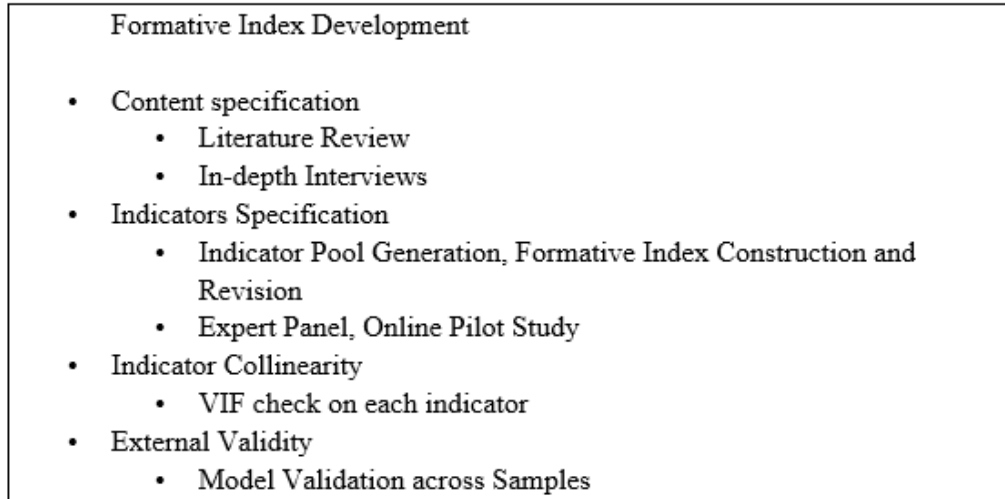 Formative Index Development
• Content specification
• Literature Review
• In-depth Interviews
• Indicators Specification
• Indicator Pool Generation, Formative Index Construction and
Revision
• Expert Panel, Online Pilot Study
• Indicator Collinearity
• VIF check on each indicator
• External Validity
• Model Validation across Samples